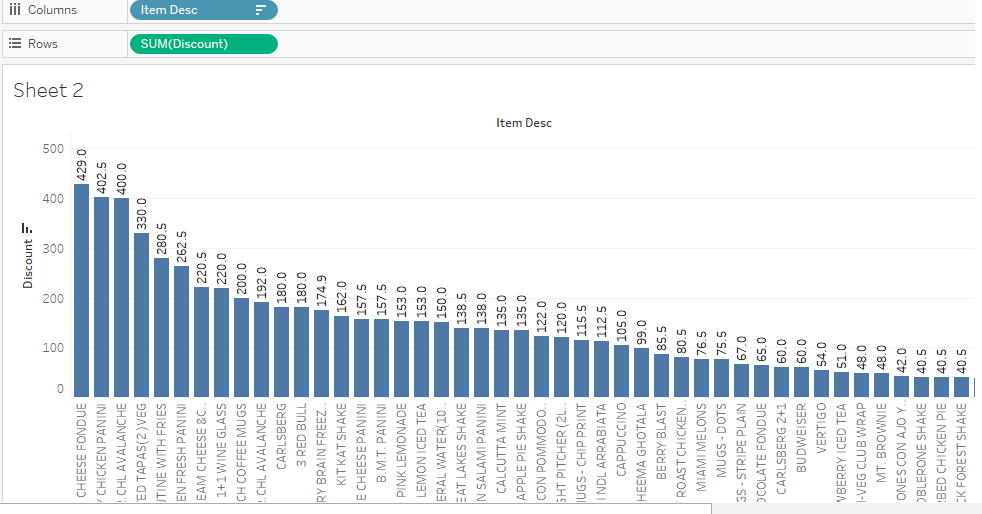 Columns
Item Desc
Rows
SUM(Discount)
Sheet 2
Item Desc
Discount
500
400
300
200
100
0
429.0
402.5
400.0
330.0
280.5
262.5
220.5
220.0
200.0
192.0
180.0
180.0
174.9
162.0
157.5
157.5
153.0
153.0
150.0
138.5
138.0
135.0
135.0
122.0
120.0
115.5
112.5
105.0
99.0
85.5
80.5
76.5
75.5
67.0
65.0
60.0
60.0
54.0
51.0
48.0
48.0
42.0
40.5
40.5
40.5
CHEESE FONDUE
Y CHICKEN PANINI
. CHL AVALANCHE
TED TAPAS(2 )VEG
UTINE WITH FRIES
EN FRESH PANINI
EAM CHEESE &C...
1+1 WINE GLASS
CH COFFEE MUGS
. CHL AVALANCHE
CARLSBERG
3 RED BULL
RY BRAIN FREEZ...
KIT KAT SHAKE
E CHEESE PANINI
B.M.T. PANINI
PINK LEMONADE
LEMON ICED TEA
ERAL WATER(10...
EAT LAKES SHAKE
N SALAMI PANINI
CALCUTTA MINT
APPLE PIE SHAKE
CON POMMODO...
GHT PITCHER (2L...
MUGS - CHIP PRINT
I NDL ARRABIATA
CAPPUCCINO
HEEMA GHOTALA
BERRY BLAST
ROAST CHICKEN...
MIAMI MELONS
MUGS - DOTS
GS - STRIPE PLAIN
OCOLATE FONDUE
CARLSBERG 2+1
BUDWEISER
VERTIGO
WBERRY ICED TEA
I-VEG CLUB WRAP
MT. BROWNIE
ONES CON AJO Y...
OBLERONE SHAKE
RBED CHICKEN PIE
CK FOREST SHAKE